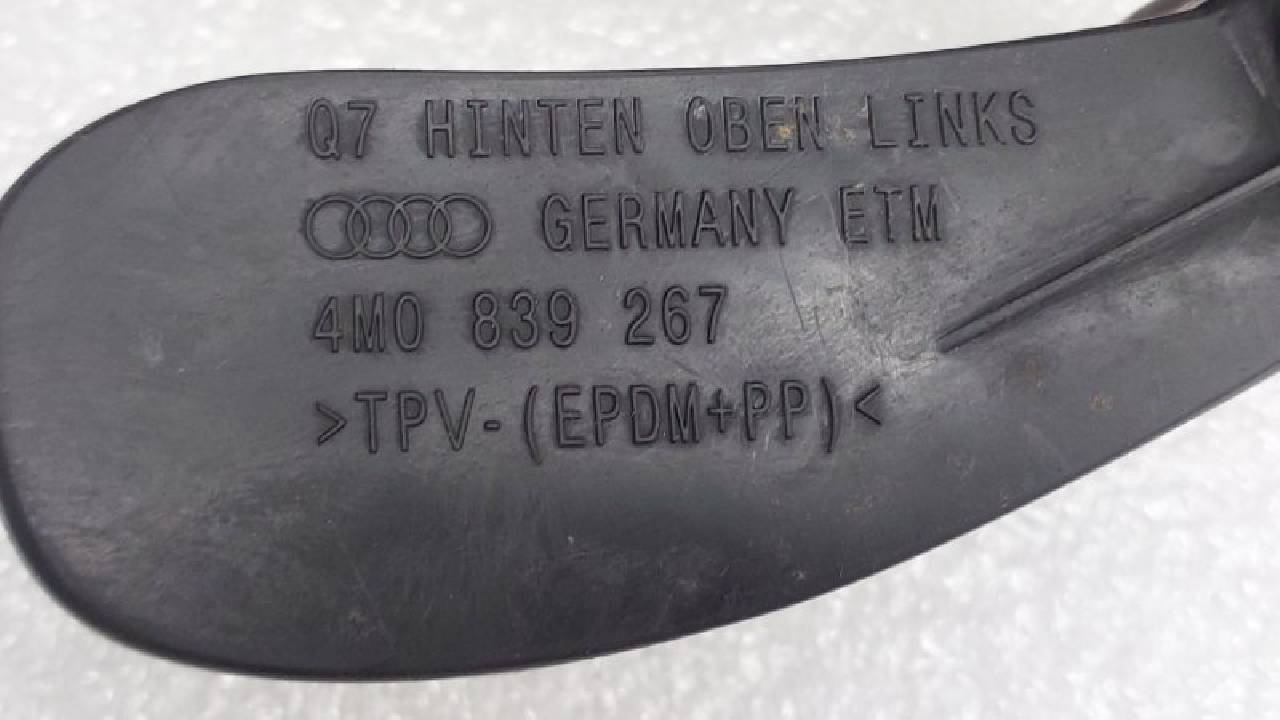 Q7 HINTEN OBEN LINKS
GERMANY ETM
4M0 839 267
>TPV-(EPDM+PP)<